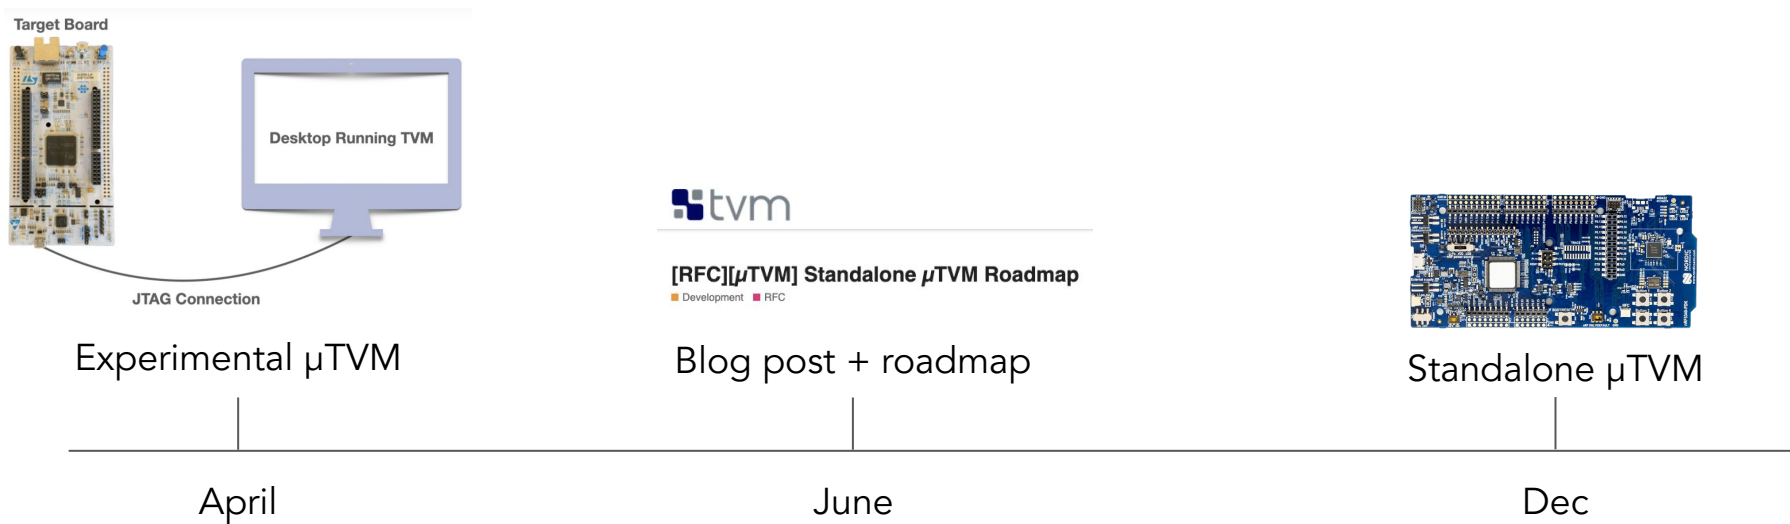 Target Board
Desktop Running TVM
JTAG Connection
Experimental µTVM
tvm
[RFC][µTVM] Standalone µTVM Roadmap
Development RFC
Blog post + roadmap
NORDIC
Standalone µTVM
April
June
Dec